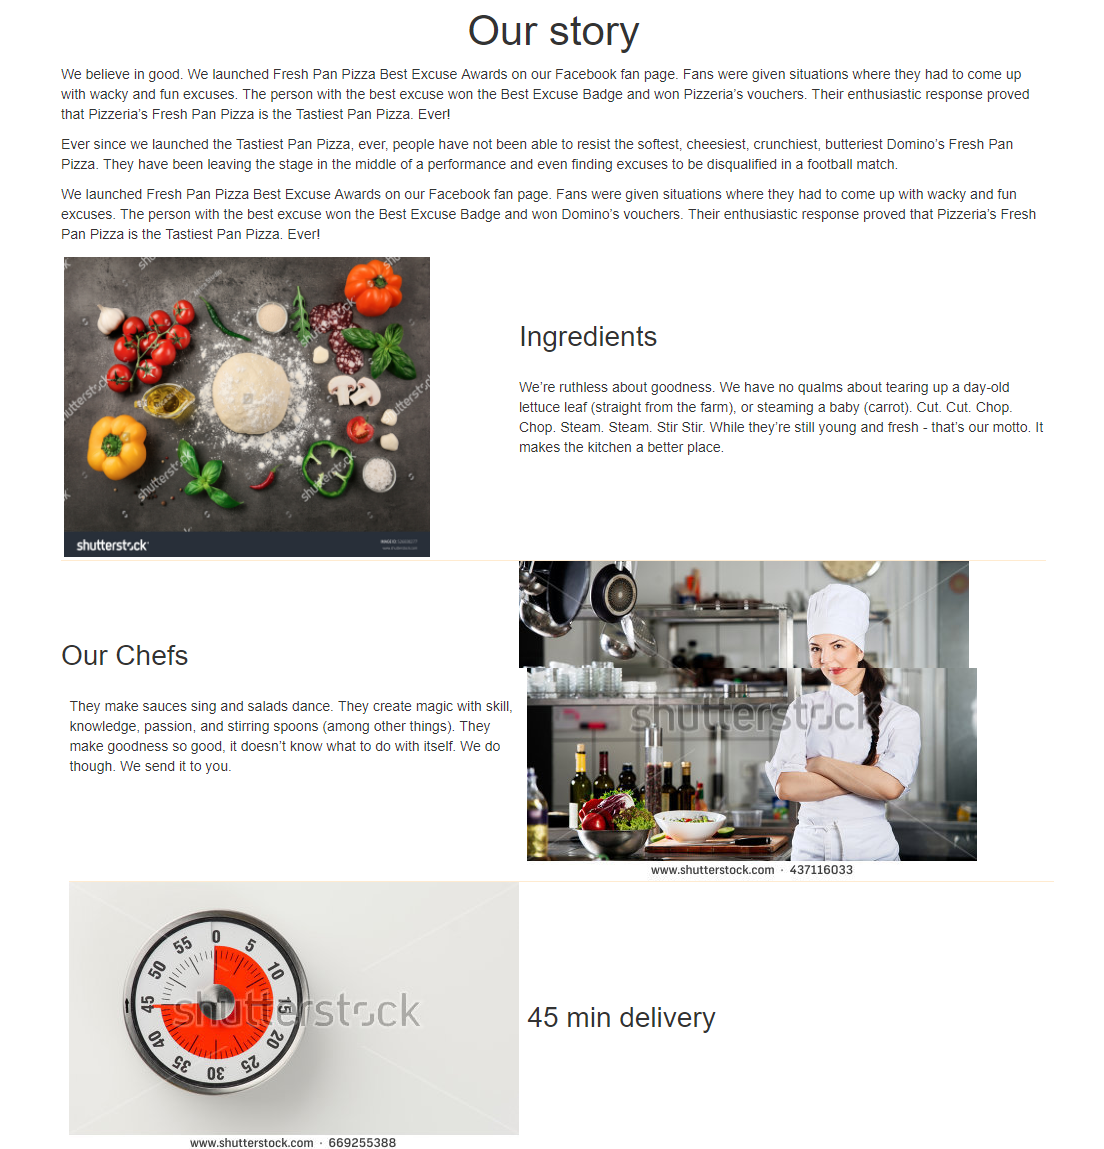 Our story
We believe in good. We launched Fresh Pan Pizza Best Excuse Awards on our Facebook fan page. Fans were given situations where they had to come up
with wacky and fun excuses. The person with the best excuse won the Best Excuse Badge and won Pizzeria's vouchers. Their enthusiastic response proved
that Pizzeria's Fresh Pan Pizza is the Tastiest Pan Pizza. Ever!
Ever since we launched the Tastiest Pan Pizza, ever, people have not been able to resist the softest, cheesiest, crunchiest, butteriest Domino's Fresh Pan
Pizza. They have been leaving the stage in the middle of a performance and even finding excuses to be disqualified in a football match.
We launched Fresh Pan Pizza Best Excuse Awards on our Facebook fan page. Fans were given situations where they had to come up with wacky and fun
excuses. The person with the best excuse won the Best Excuse Badge and won Domino's vouchers. Their enthusiastic response proved that Pizzeria's Fresh
Pan Pizza is the Tastiest Pan Pizza. Ever!
shutterstock
Ingredients
We're ruthless about goodness. We have no qualms about tearing up a day-old
lettuce leaf (straight from the farm), or steaming a baby (carrot). Cut. Cut. Chop.
Chop. Steam. Steam. Stir Stir. While they're still young and fresh - that's our motto. It
makes the kitchen a better place.
Our Chefs
They make sauces sing and salads dance. They create magic with skill,
knowledge, passion, and stirring spoons (among other things). They
make goodness so good, it doesn't know what to do with itself. We do
though. We send it to you.
shutterstock
www.shutterstock.com · 437116033
0
5
10
15
20
25
30
35
40
45
50
55
shutterstock
45 min delivery
www.shutterstock.com · 669255388